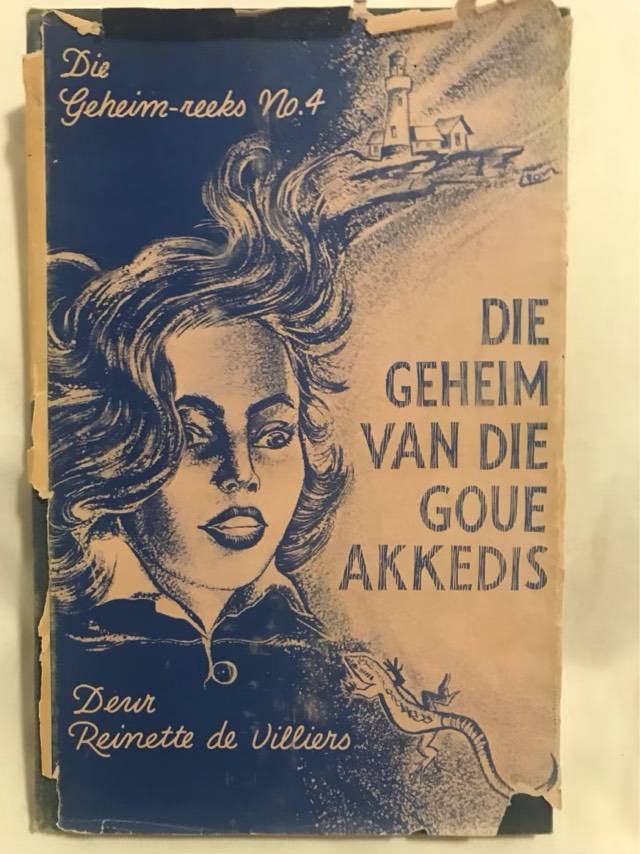 Die
Geheim-reeks No.4
DIE
GEHEIM
VAN DIE
GOUE
AKKEDIS
Deur
Reinette de Villiers